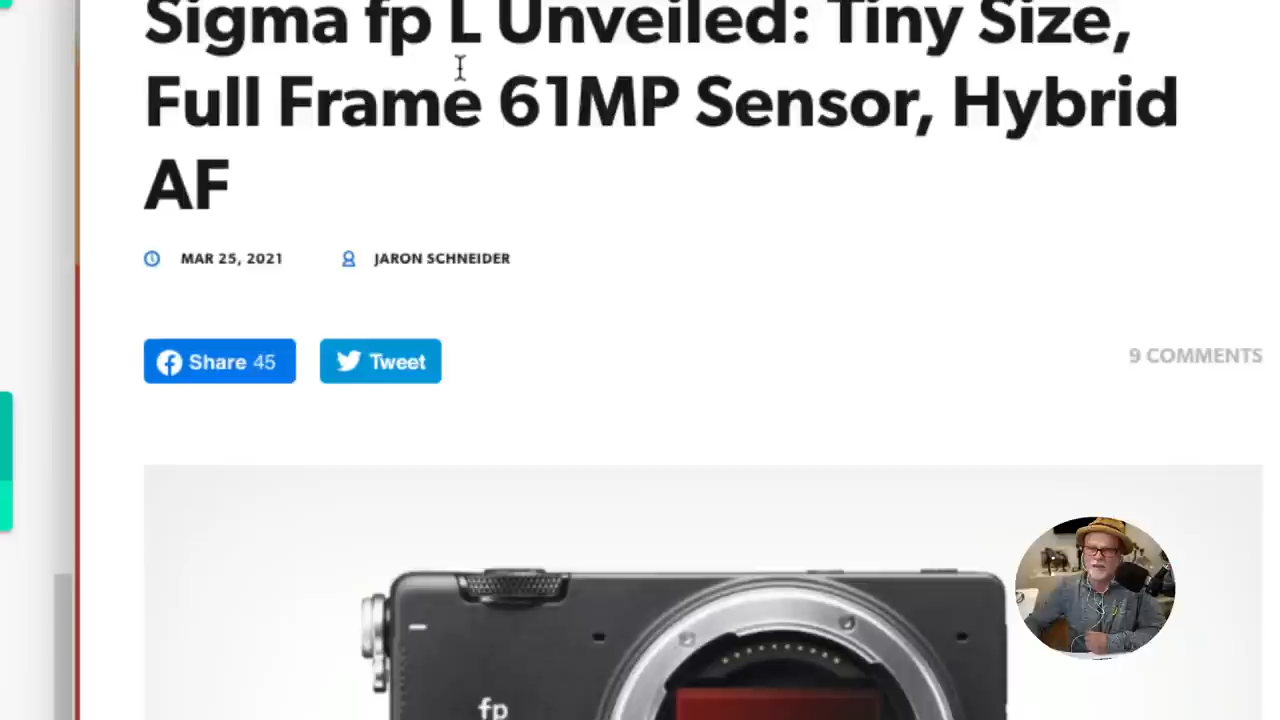 Sigma fp L Unveiled: Tiny Size,
Full Frame 61MP Sensor, Hybrid
AF
MAR 25, 2021 JARON SCHNEIDER
Share 45 Tweet
9 COMMENTS
fp